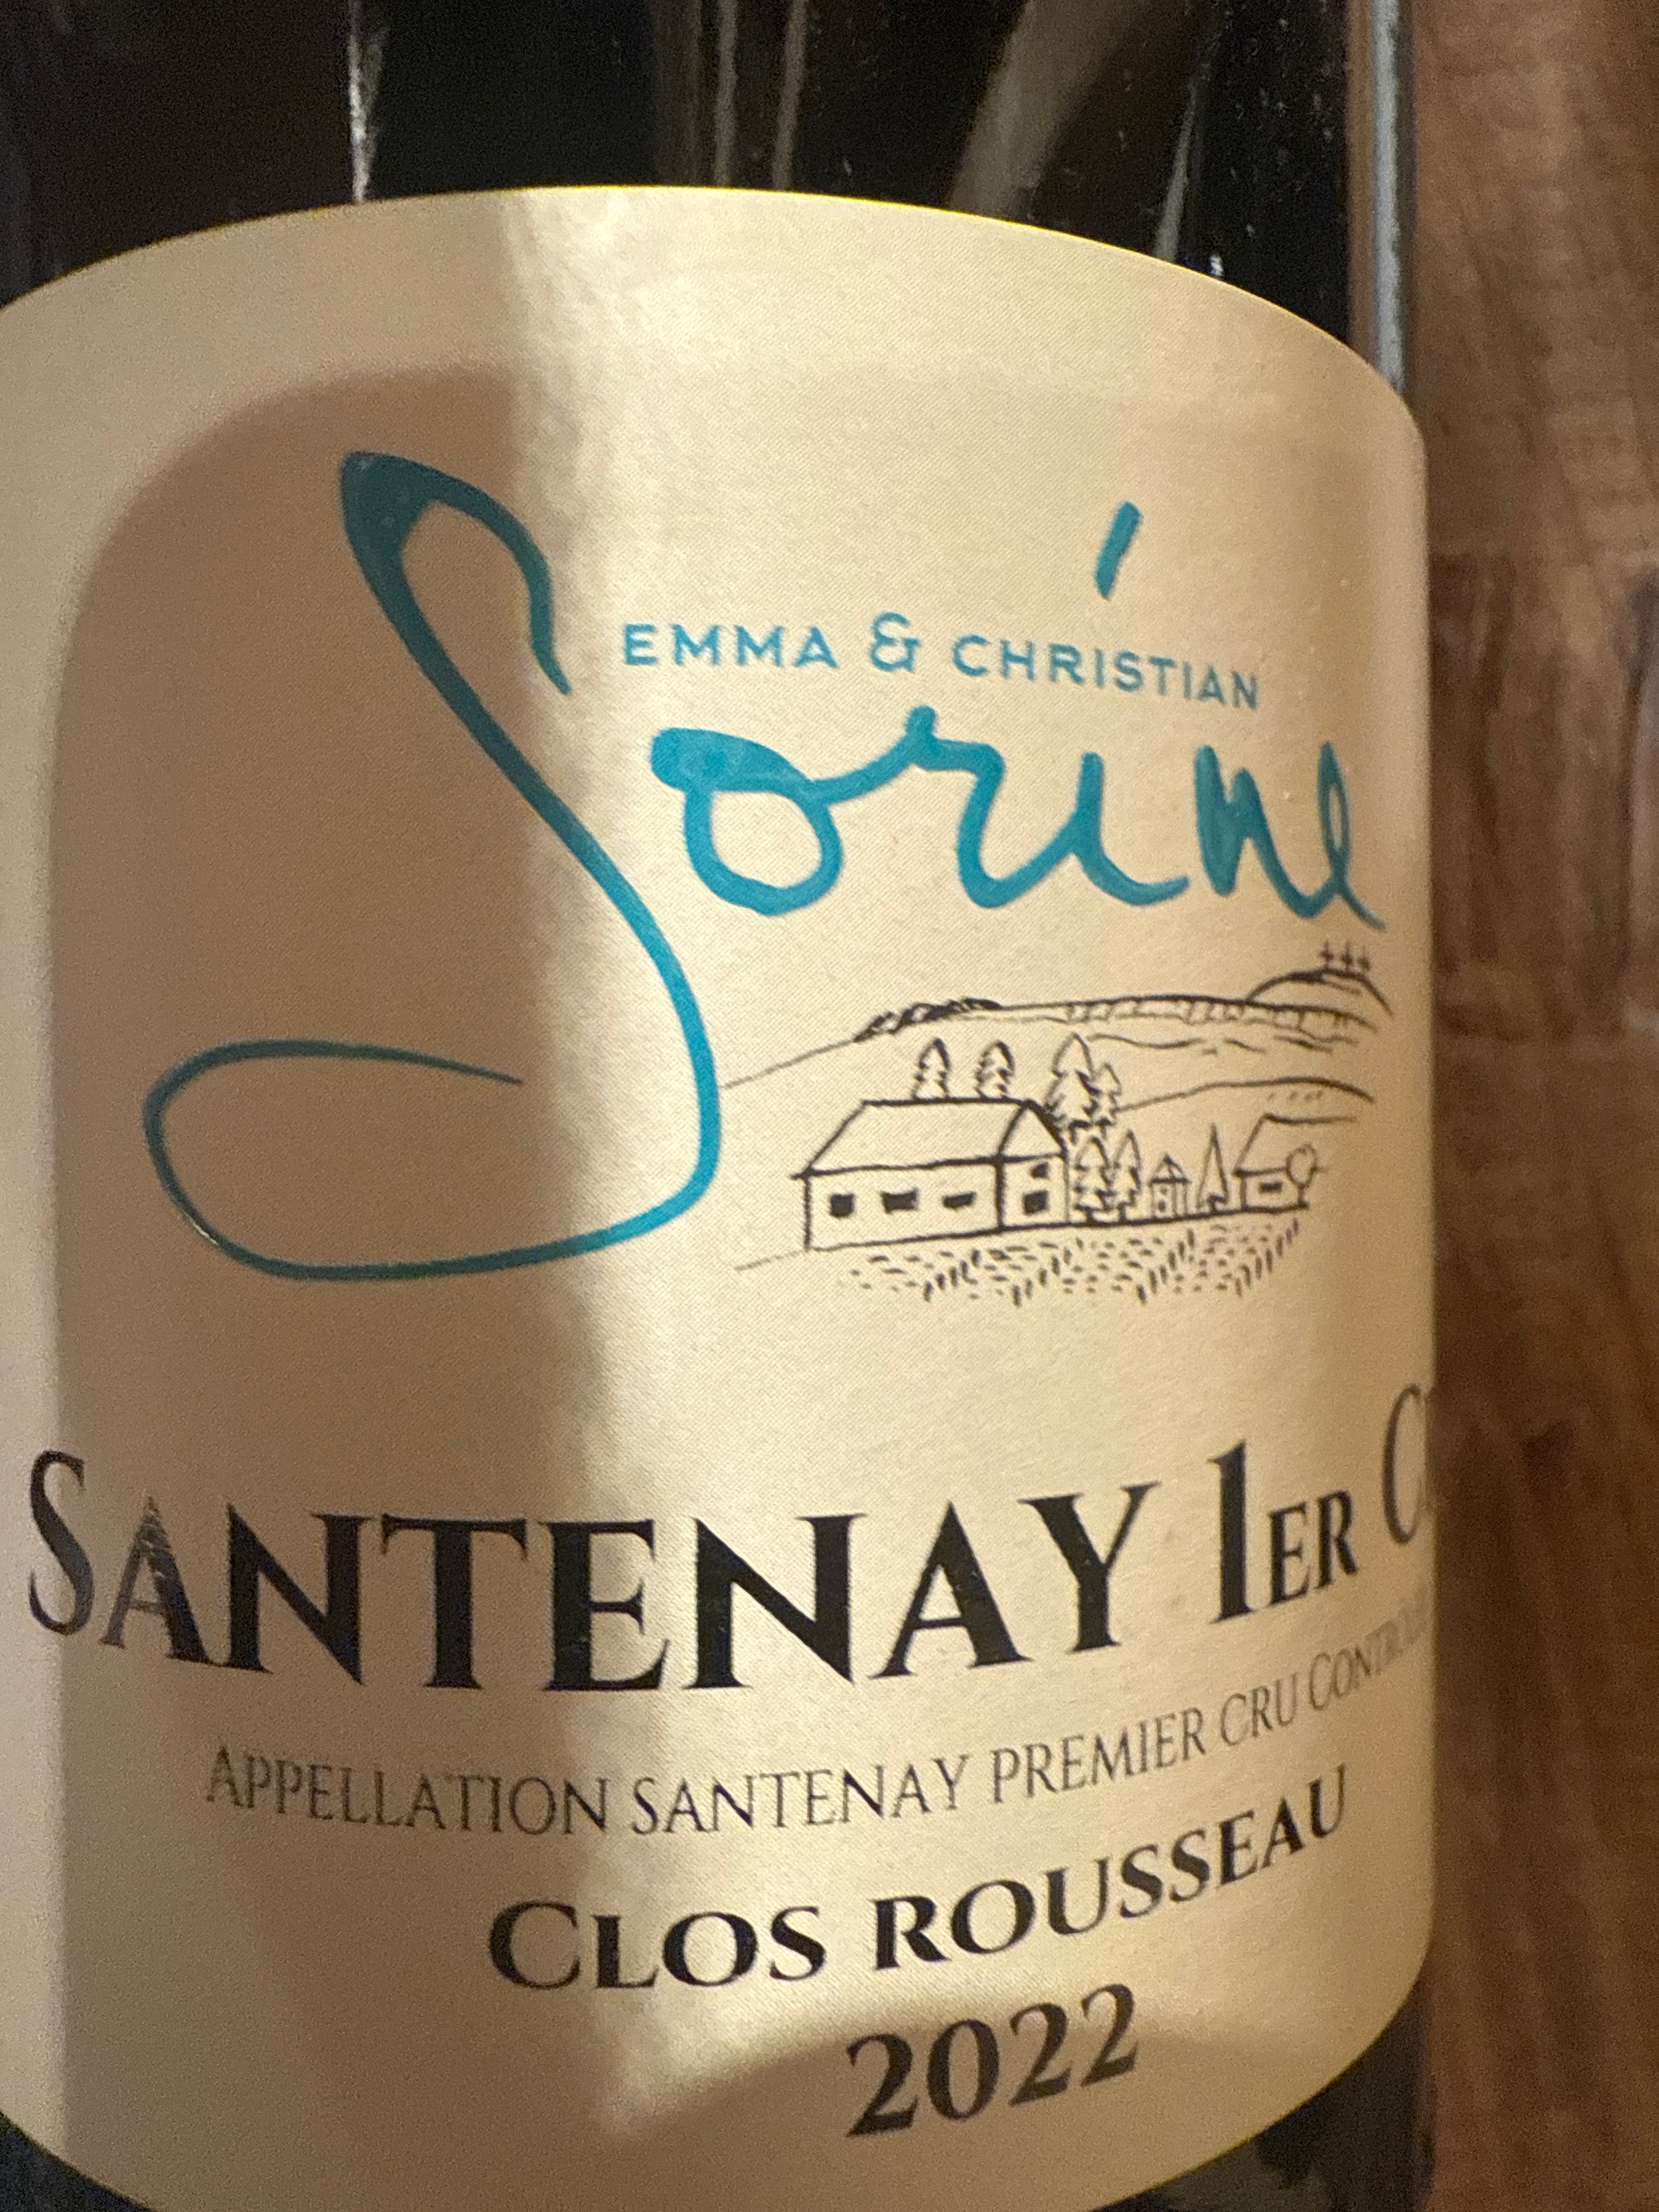 EMMA & CHRISTIAN
Sorine
SANTENAY 1ER
APPELLATION SANTENAY PREMIER CRU
CLOS ROUSSEAU
2022